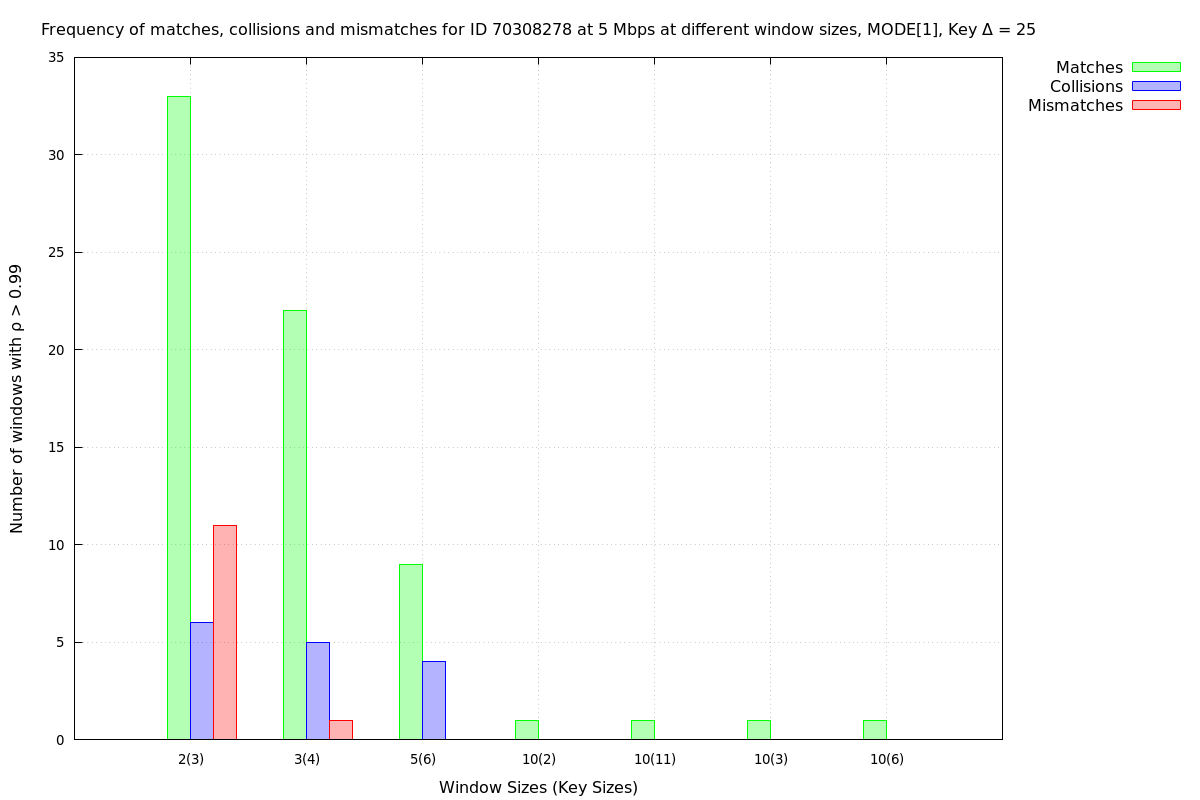 Frequency of matches, collisions and mismatches for ID 70308278 at 5 Mbps at different window sizes, MODE[1], Key Δ = 25
Matches
Collisions
Mismatches
Number of windows with ρ > 0.99
35
30
25
20
15
10
5
0
2(3) 3(4) 5(6) 10(2) 10(11) 10(3) 10(6)
Window Sizes (Key Sizes)